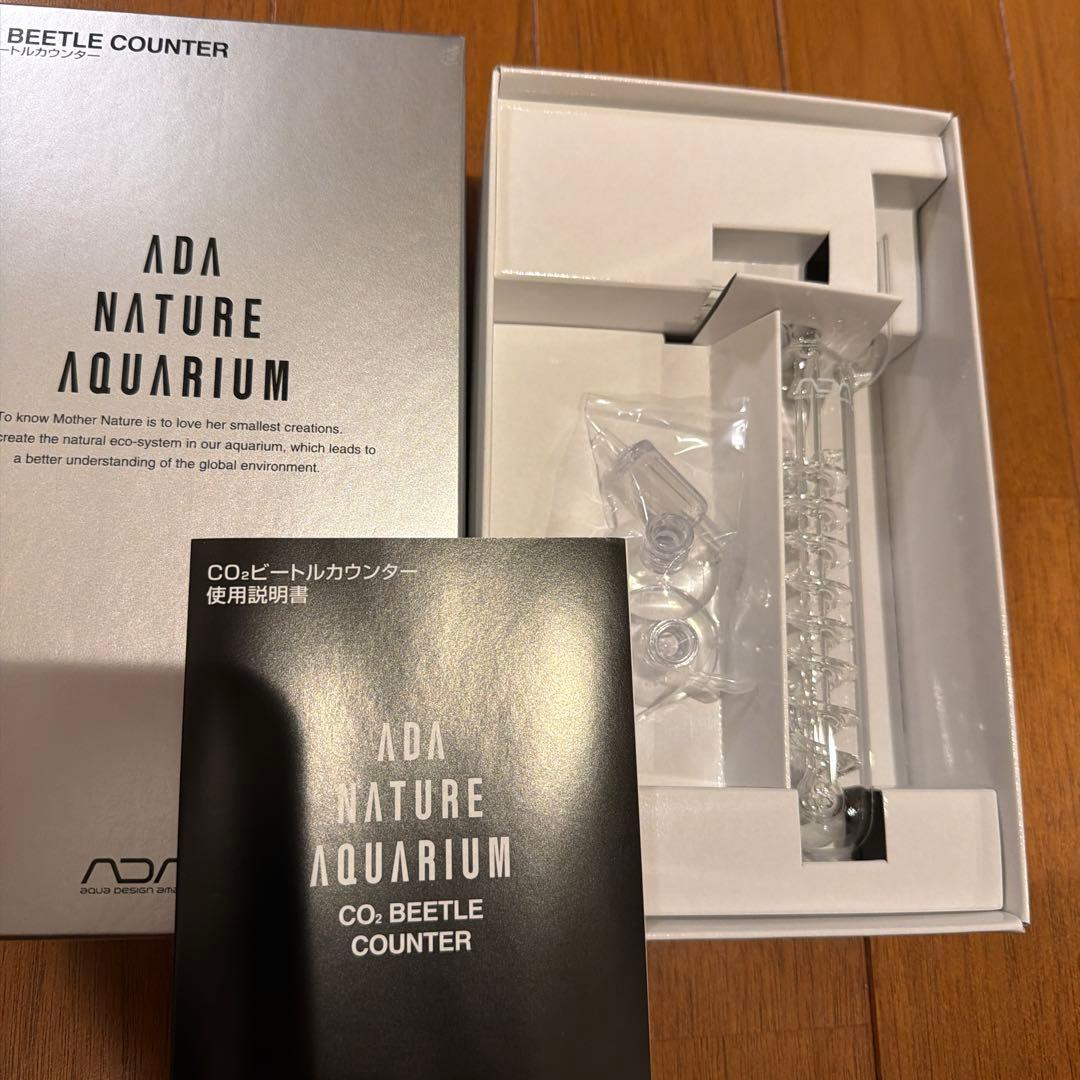 BEETLE COUNTER
ートルカウンター
ADA
NATURE
AQUARIUM
To know Mother Nature is to love her smallest creations.
create the natural eco-system in our aquarium, which leads to
a better understanding of the global environment.
ADA
aqua design ama
CO₂ビートルカウンター
使用説明書
ADA
NATURE
AQUARIUM
CO₂ BEETLE
COUNTER
ADA